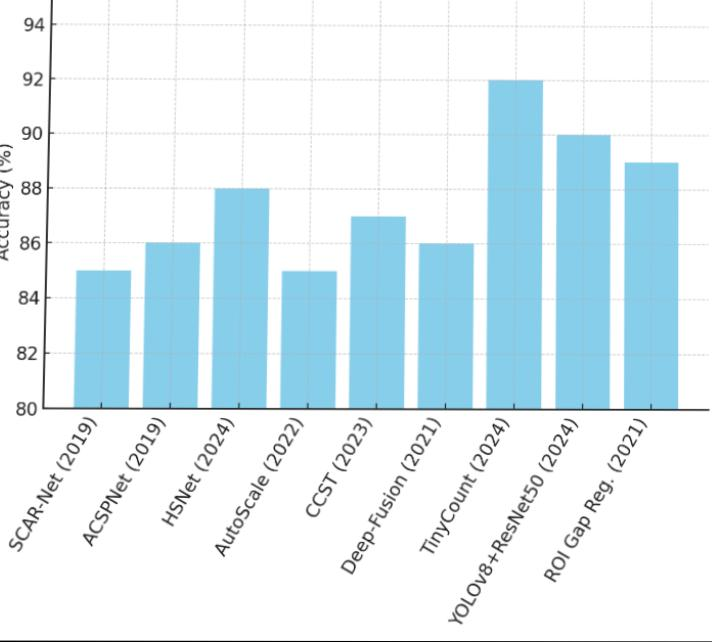 94
92
90
88
86
84
82
80
Accuracy (%)
SCAR-Net (2019)
ACSPNet (2019)
HSNet (2024)
AutoScale (2022)
CCST (2023)
Deep-Fusion (2021)
TinyCount (2024)
YOLOv8+ResNet50 (2024)
ROI Gap Reg. (2021)